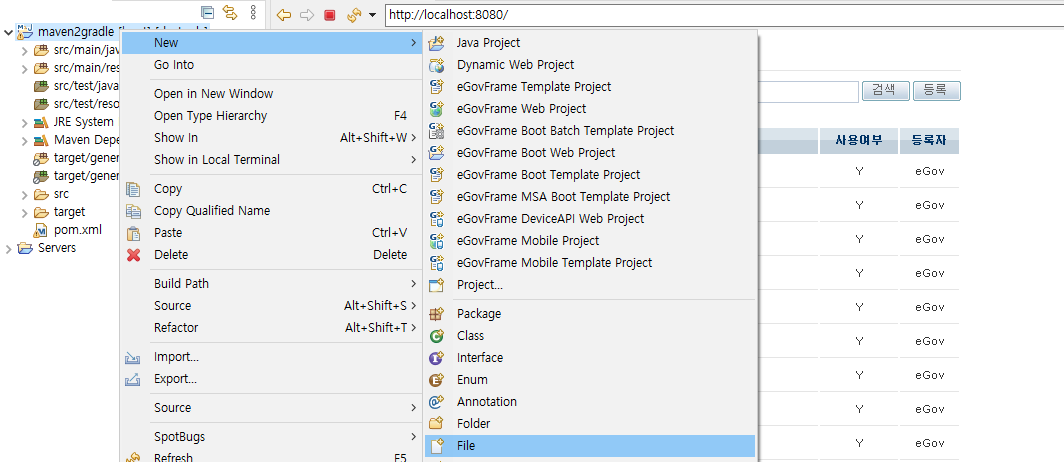 http://localhost:8080/
maven2gradle
src/main/jav
src/main/res
src/test/java
src/test/reso
JRE System
Maven Depe
target/gener
target/gener
src
target
pom.xml
Servers
New
Go Into
Open in New Window
Open Type Hierarchy F4
Show In Alt+Shift+W
Show in Local Terminal
Copy Ctrl+C
Copy Qualified Name
Paste Ctrl+V
Delete Delete
Build Path
Source Alt+Shift+S
Refactor Alt+Shift+T
Import...
Export...
Source
SpotBugs
Refresh F5
Java Project
Dynamic Web Project
eGovFrame Template Project
eGovFrame Web Project
eGovFrame Boot Batch Template Project
eGovFrame Boot Web Project
eGovFrame Boot Template Project
eGovFrame MSA Boot Template Project
eGovFrame DeviceAPI Web Project
eGovFrame Mobile Project
eGovFrame Mobile Template Project
Project...
Package
Class
Interface
Enum
Annotation
Folder
File
검색 등록
사용여부 등록자
Y eGov
Y eGov
Y eGov
Y eGov
Y eGov
Y eGov
Y eGov
Y eGov
Y eGov